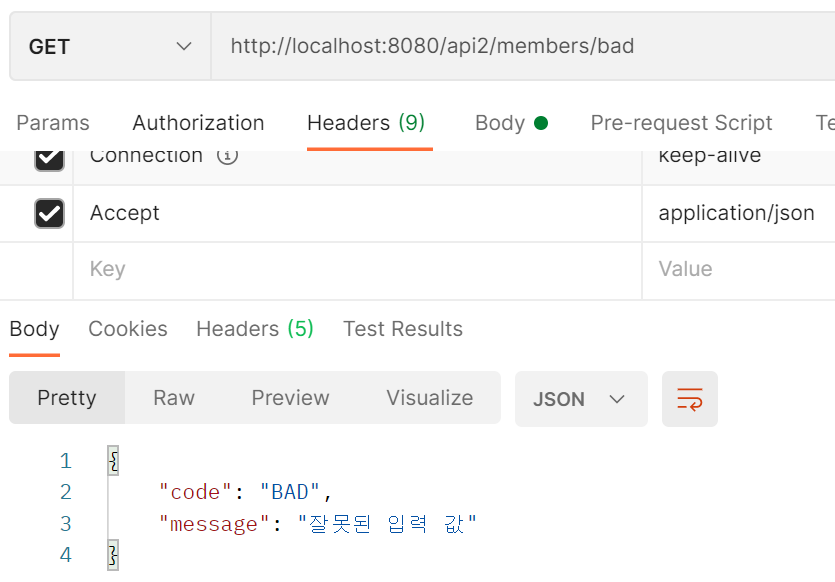 GET http://localhost:8080/api2/members/bad
Params Authorization Headers (9) Body Pre-request Script Te
Connection keep-alive
Accept application/json
Key Value
Body Cookies Headers (5) Test Results
Pretty Raw Preview Visualize JSON
1 {
2 "code": "BAD",
3 "message": "잘못된 입력 값"
4 }